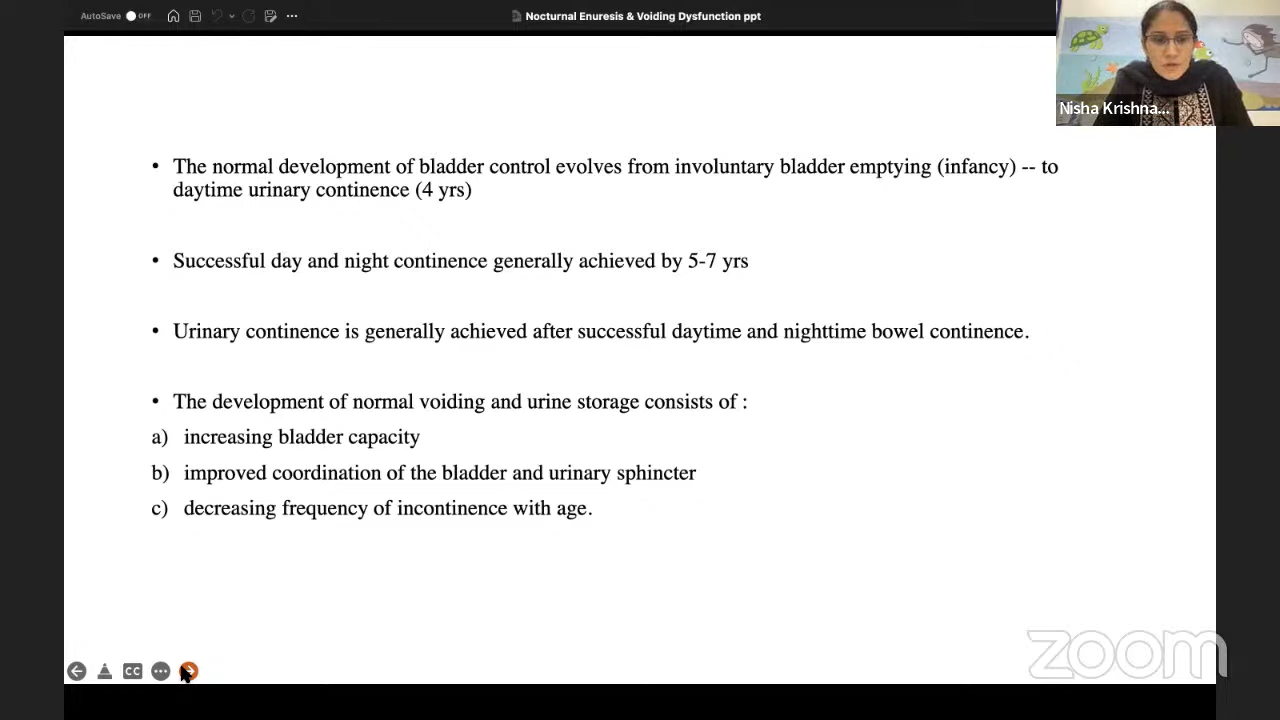 AutoSave OFF
Nocturnal Enuresis & Voiding Dysfunction ppt
Nisha Krishna...
• The normal development of bladder control evolves from involuntary bladder emptying (infancy) -- to
daytime urinary continence (4 yrs)
• Successful day and night continence generally achieved by 5-7 yrs
• Urinary continence is generally achieved after successful daytime and nighttime bowel continence.
• The development of normal voiding and urine storage consists of :
a) increasing bladder capacity
b) improved coordination of the bladder and urinary sphincter
c) decreasing frequency of incontinence with age.
CC
zoom